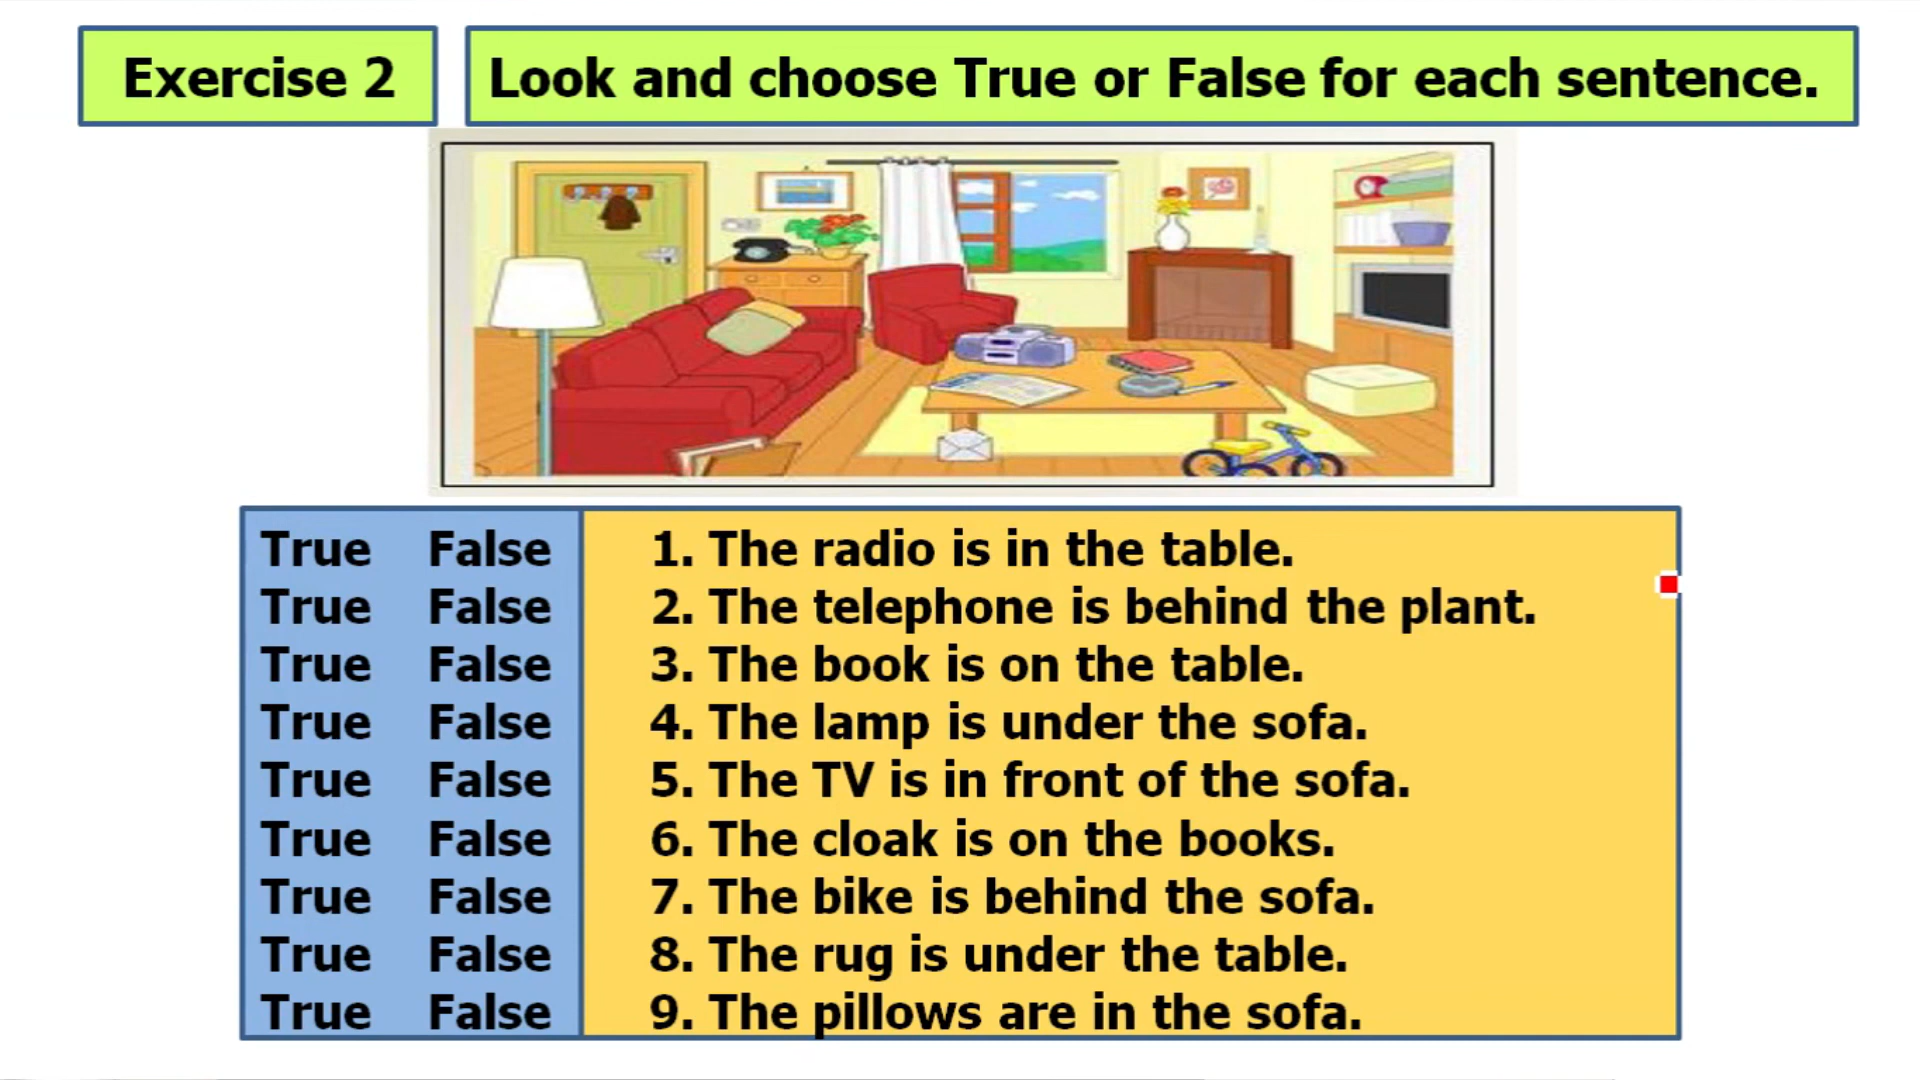 Exercise 2
Look and choose True or False for each sentence.
True False 1. The radio is in the table.
True False 2. The telephone is behind the plant.
True False 3. The book is on the table.
True False 4. The lamp is under the sofa.
True False 5. The TV is in front of the sofa.
True False 6. The cloak is on the books.
True False 7. The bike is behind the sofa.
True False 8. The rug is under the table.
True False 9. The pillows are in the sofa.